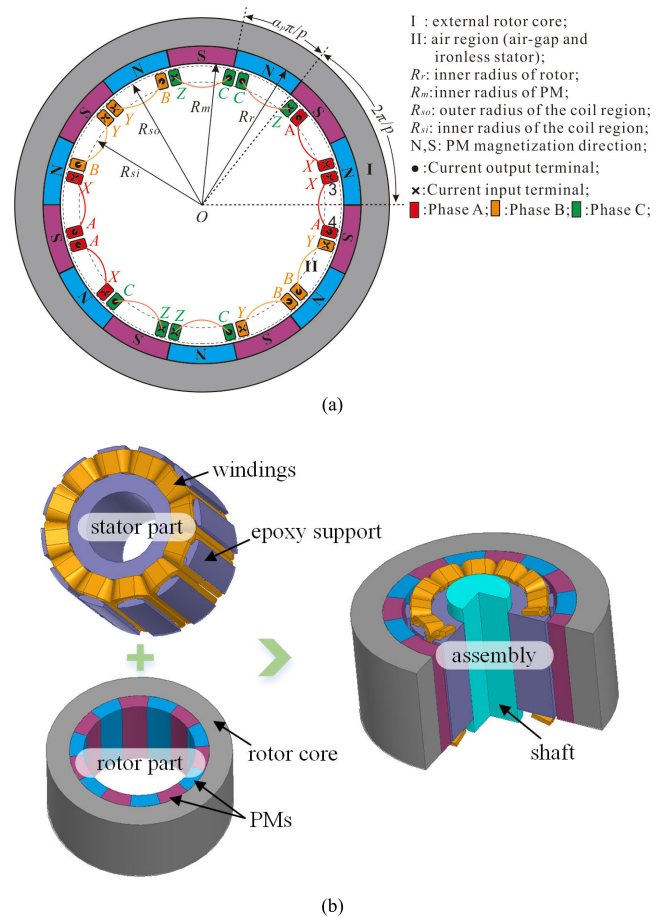 αpπ/p
2π/p
S
N
N
B
Z
Rm
C
C
Rr
Z
A
S
S
Y
Y
Rso
B
X
Rsi
N
X
X
3
N
I
O
A
A
4
A
Y
S
S
X
C
II
B
B
N
N
Z
Z
C
Y
S
S
N
I : external rotor core;
II: air region (air-gap and
ironless stator);
Rr: inner radius of rotor;
Rm: inner radius of PM;
Rso: outer radius of the coil region;
Rsi: inner radius of the coil region;
N,S: PM magnetization direction;
●:Current output terminal;
×:Current input terminal;
:Phase A; :Phase B; :Phase C;
(a)
windings
stator part
epoxy support
+
assembly
rotor core
rotor part
shaft
PMs
(b)